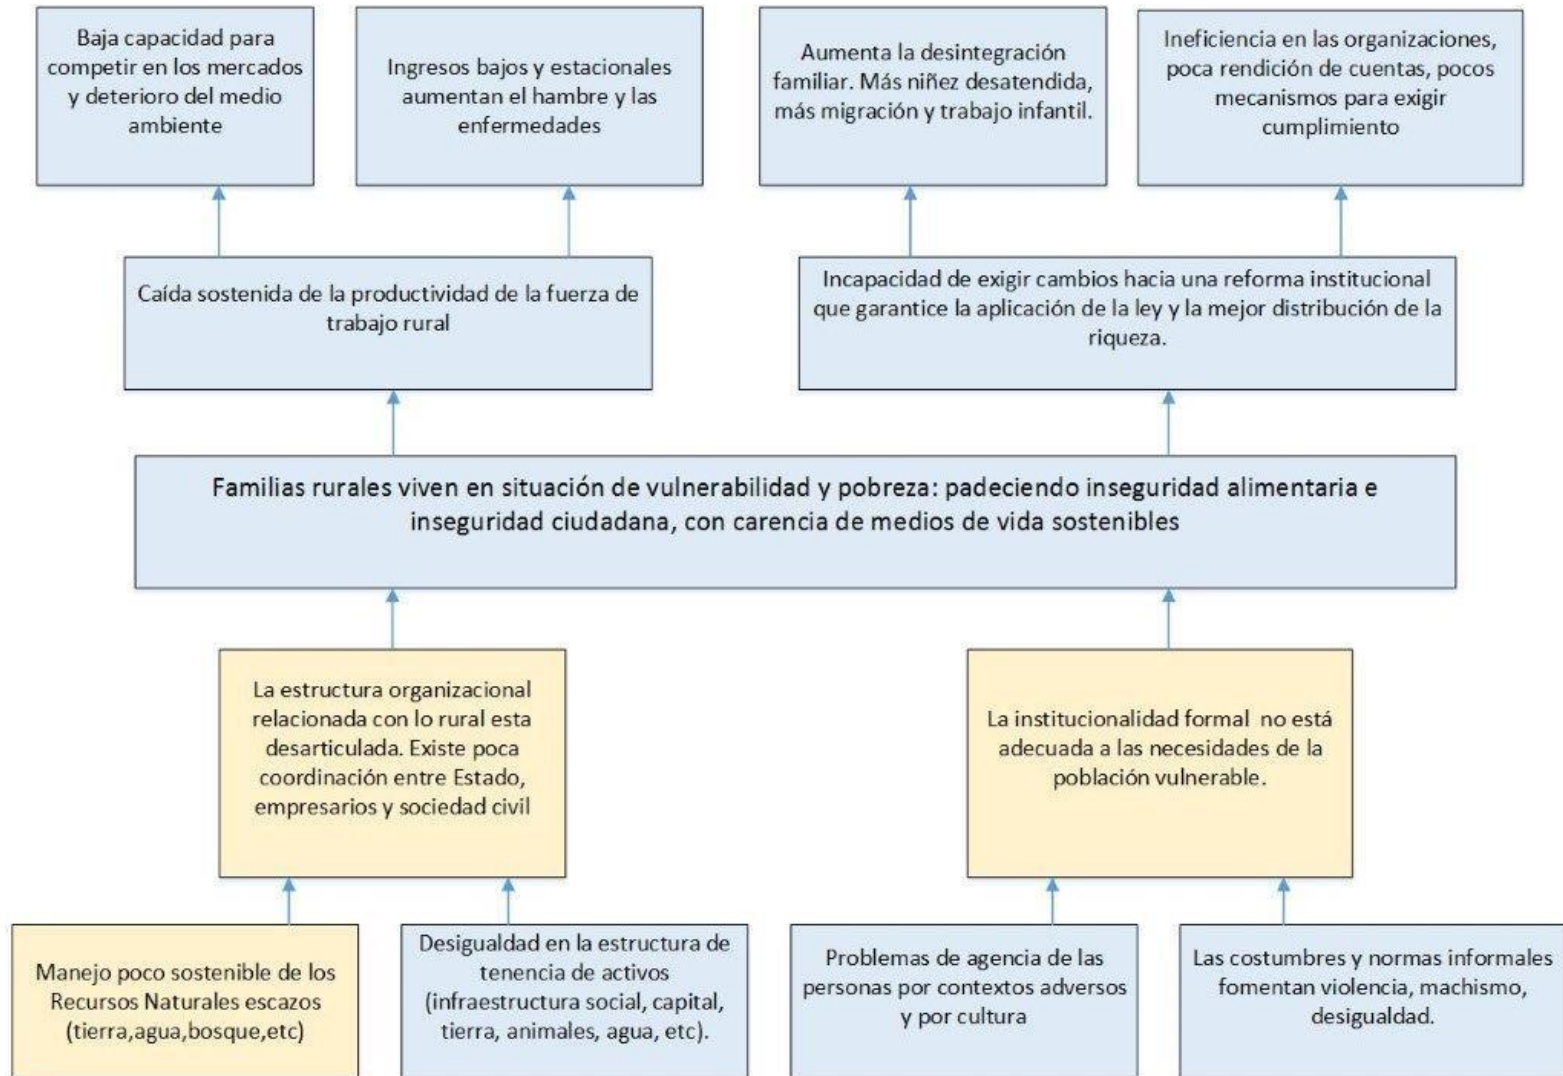 Baja capacidad para
competir en los mercados
y deterioro del medio
ambiente
Ingresos bajos y estacionales
aumentan el hambre y las
enfermedades
Aumenta la desintegración
familiar. Más niñez desatendida,
más migración y trabajo infantil.
Ineficiencia en las organizaciones,
poca rendición de cuentas, pocos
mecanismos para exigir
cumplimiento
Caída sostenida de la productividad de la fuerza de
trabajo rural
Incapacidad de exigir cambios hacia una reforma institucional
que garantice la aplicación de la ley y la mejor distribución de la
riqueza.
Familias rurales viven en situación de vulnerabilidad y pobreza: padeciendo inseguridad alimentaria e
inseguridad ciudadana, con carencia de medios de vida sostenibles
La estructura organizacional
relacionada con lo rural esta
desarticulada. Existe poca
coordinación entre Estado,
empresarios y sociedad civil
La institucionalidad formal no está
adecuada a las necesidades de la
población vulnerable.
Manejo poco sostenible de los
Recursos Naturales escazos
(tierra,agua,bosque,etc)
Desigualdad en la estructura de
tenencia de activos
(infraestructura social, capital,
tierra, animales, agua, etc).
Problemas de agencia de las
personas por contextos adversos
y por cultura
Las costumbres y normas informales
fomentan violencia, machismo,
desigualdad.